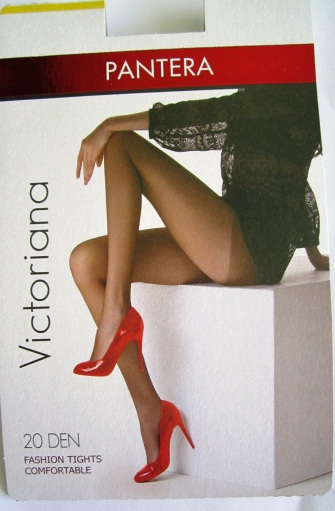 PANTERA
Victoriana
20 DEN
FASHION TIGHTS
COMFORTABLE